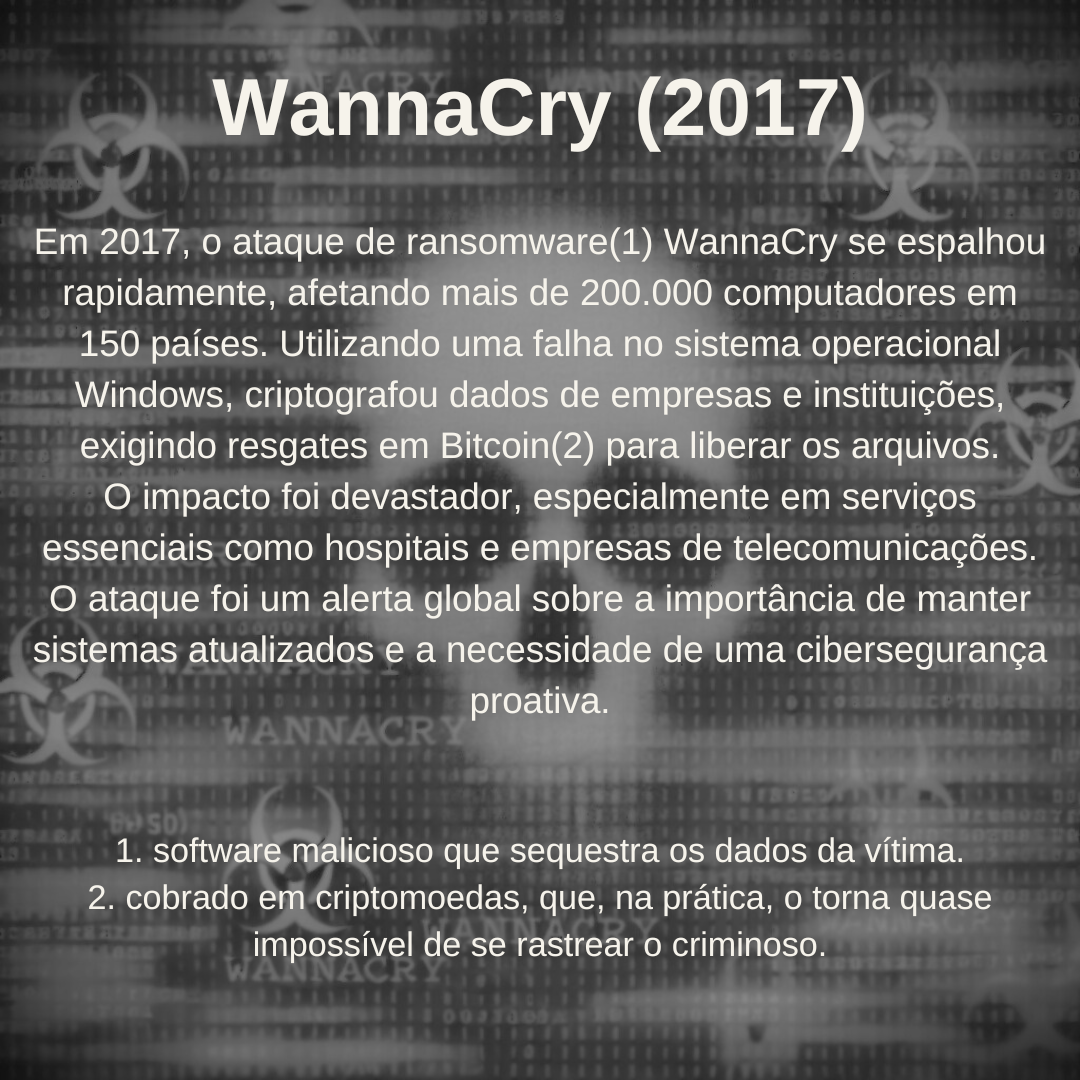 WannaCry (2017)
Em 2017, o ataque de ransomware(1) WannaCry se espalhou
rapidamente, afetando mais de 200.000 computadores em
150 países. Utilizando uma falha no sistema operacional
Windows, criptografou dados de empresas e instituições,
exigindo resgates em Bitcoin(2) para liberar os arquivos.
O impacto foi devastador, especialmente em serviços
essenciais como hospitais e empresas de telecomunicações.
O ataque foi um alerta global sobre a importância de manter
sistemas atualizados e a necessidade de uma cibersegurança
proativa.
WANNACRY
1. software malicioso que sequestra os dados da vítima.
2. cobrado em criptomoedas, que, na prática, o torna quase
impossível de se rastrear o criminoso.
WANNACRY